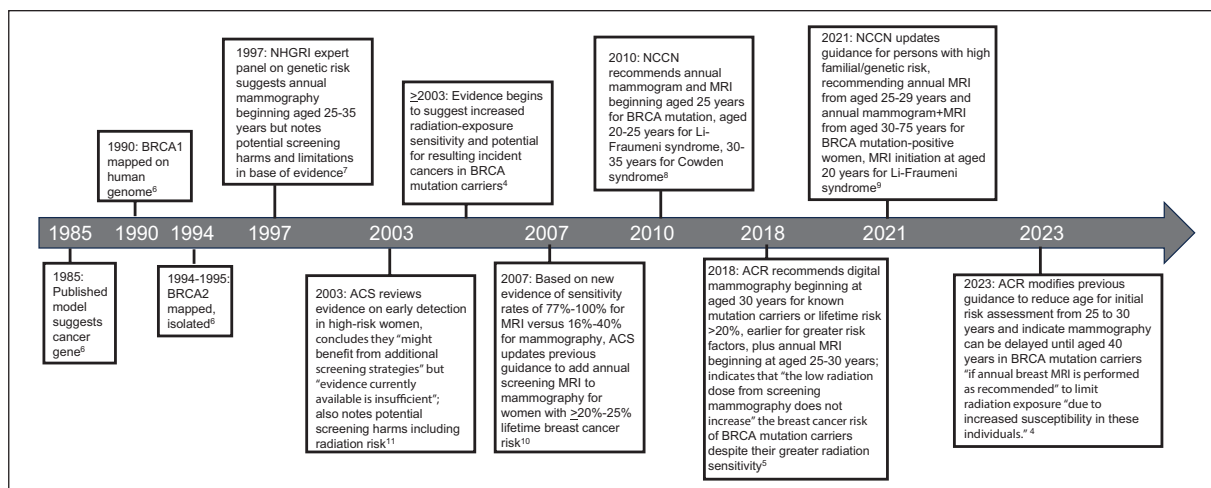 1997: NHGRI expert
panel on genetic risk
suggests annual
mammography
beginning aged 25-35
years but notes
potential screening
harms and limitations
in base of evidence7
2021: NCCN updates
guidance for persons with high
familial/genetic risk,
recommending annual MRI
from aged 25-29 years and
annual mammogram+MRI
from aged 30-75 years for
BRCA mutation-positive
women, MRI initiation at aged
20 years for Li-Fraumeni
syndrome9
2010: NCCN
recommends annual
mammogram and MRI
beginning aged 25 years
for BRCA mutation, aged
20-25 years for Li-
Fraumeni syndrome, 30-
35 years for Cowden
syndrome8
≥2003: Evidence begins
to suggest increased
radiation-exposure
sensitivity and potential
for resulting incident
cancers in BRCA
mutation carriers4
1990: BRCA1
mapped on
human
genome6
1985 1990 1994 1997 2003 2007 2010 2018 2021 2023
1985:
Published
model
suggests
cancer
gene6
1994-1995:
BRCA2
mapped,
isolated6
2003: ACS reviews
evidence on early detection
in high-risk women,
concludes they “might
benefit from additional
screening strategies” but
“evidence currently
available is insufficient”;
also notes potential
screening harms including
radiation risk11
2007: Based on new
evidence of sensitivity
rates of 77%-100% for
MRI versus 16%-40%
for mammography, ACS
updates previous
guidance to add annual
screening MRI to
mammography for
women with ≥20%-25%
lifetime breast cancer
risk10
2018: ACR recommends digital
mammography beginning at
aged 30 years for known
mutation carriers or lifetime risk
>20%, earlier for greater risk
factors, plus annual MRI
beginning at aged 25-30 years;
indicates that “the low radiation
dose from screening
mammography does not
increase” the breast cancer risk
of BRCA mutation carriers
despite their greater radiation
sensitivity5
2023: ACR modifies previous
guidance to reduce age for initial
risk assessment from 25 to 30
years and indicate mammography
can be delayed until aged 40
years in BRCA mutation carriers
“if annual breast MRI is performed
as recommended” to limit
radiation exposure “due to
increased susceptibility in these
individuals.” 4